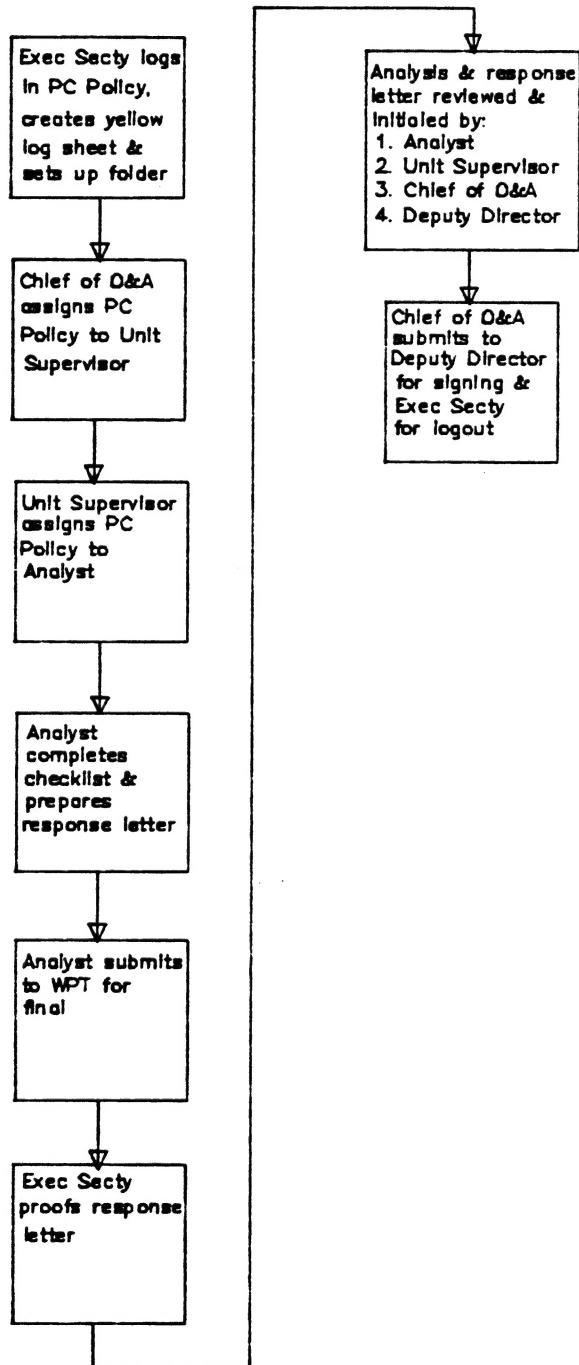 Exec Secty logs
in PC Policy,
creates yellow
log sheet &
sets up folder
Chief of O&A
assigns PC
Policy to Unit
Supervisor
Unit Supervisor
assigns PC
Policy to
Analyst
Analyst
completes
checklist &
prepares
response letter
Analyst submits
to WPT for
final
Exec Secty
proofs response
letter
Analysis & response
letter reviewed &
initialed by:
1. Analyst
2. Unit Supervisor
3. Chief of O&A
4. Deputy Director
Chief of O&A
submits to
Deputy Director
for signing &
Exec Secty
for logout